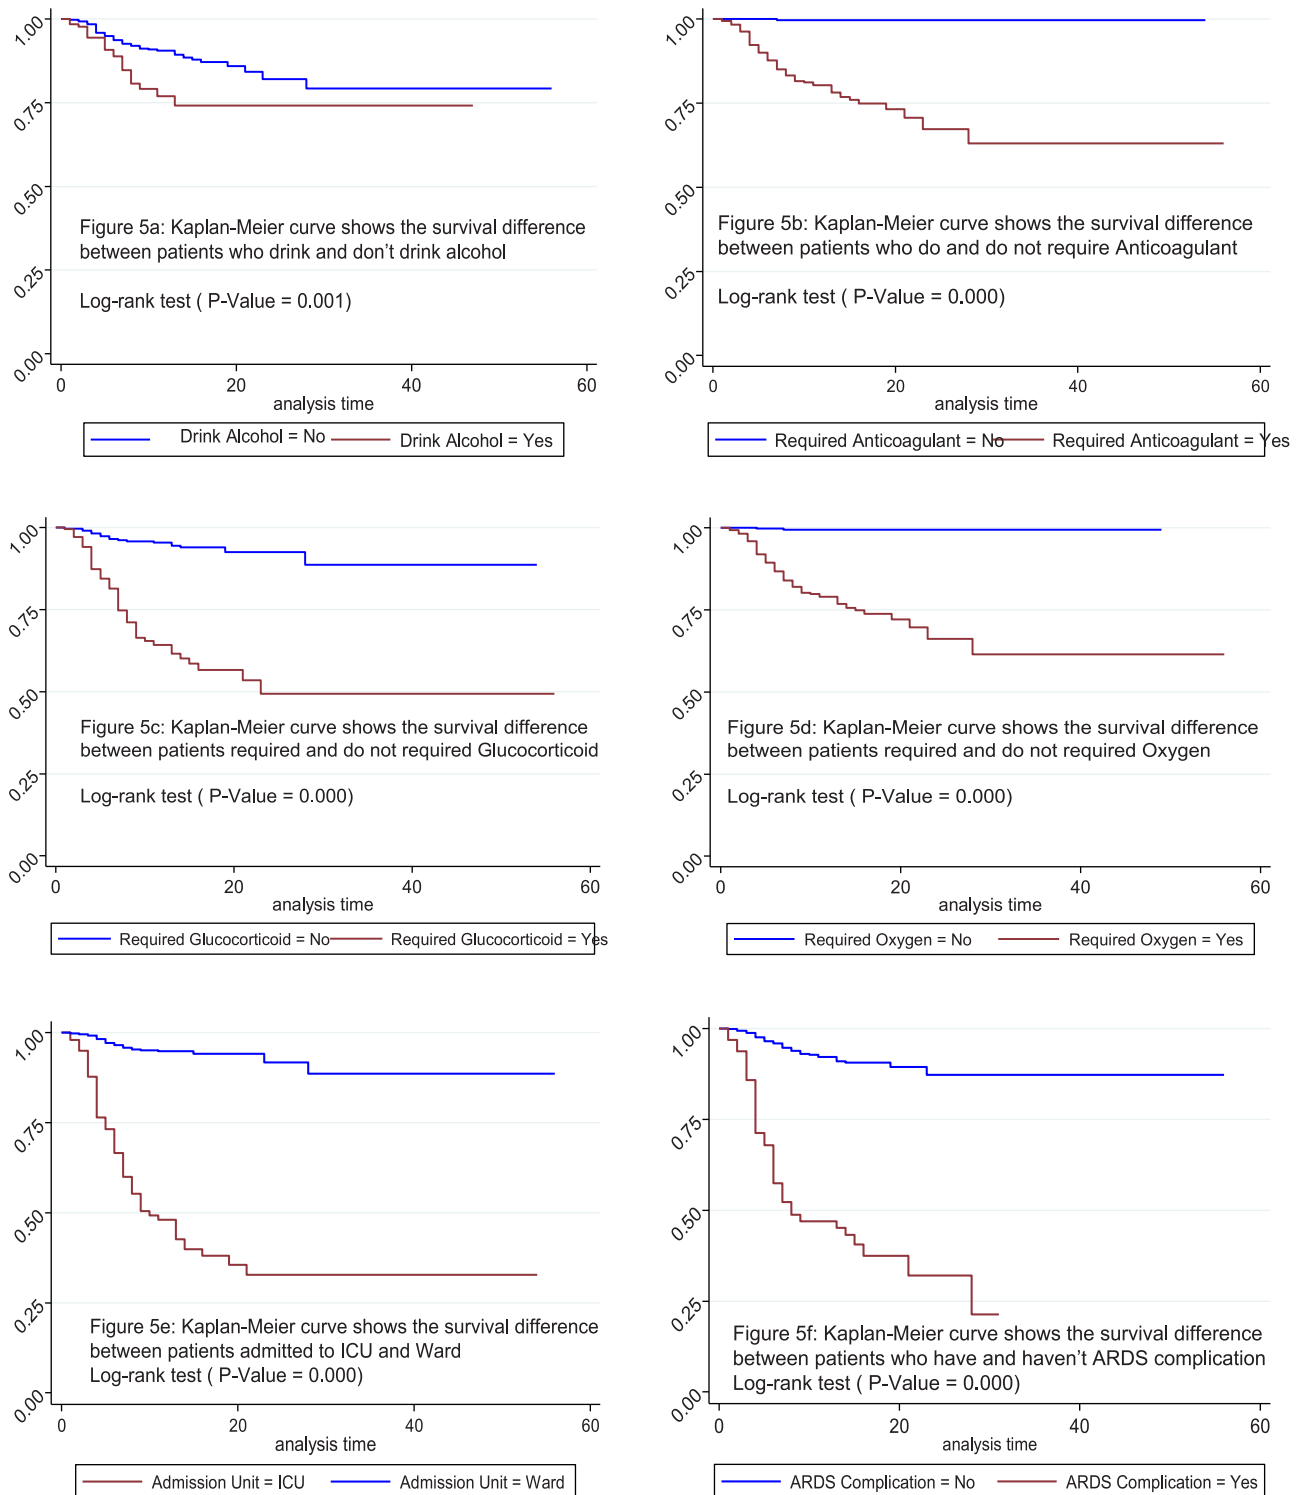 1.00
0.75
0.50
0.25
0.00
Figure 5a: Kaplan-Meier curve shows the survival difference
between patients who drink and don't drink alcohol
Log-rank test ( P-Value = 0.001)
0 20 40 60
analysis time
Drink Alcohol = No Drink Alcohol = Yes
1.00
0.75
0.50
0.25
0.00
Figure 5b: Kaplan-Meier curve shows the survival difference
between patients who do and do not require Anticoagulant
Log-rank test ( P-Value = 0.000)
0 20 40 60
analysis time
Required Anticoagulant = No Required Anticoagulant = Yes
1.00
0.75
0.50
0.25
0.00
Figure 5c: Kaplan-Meier curve shows the survival difference
between patients required and do not required Glucocorticoid
Log-rank test ( P-Value = 0.000)
0 20 40 60
analysis time
Required Glucocorticoid = No Required Glucocorticoid = Yes
1.00
0.75
0.50
0.25
0.00
Figure 5d: Kaplan-Meier curve shows the survival difference
between patients required and do not required Oxygen
Log-rank test ( P-Value = 0.000)
0 20 40 60
analysis time
Required Oxygen = No Required Oxygen = Yes
1.00
0.75
0.50
0.25
0.00
Figure 5e: Kaplan-Meier curve shows the survival difference
between patients admitted to ICU and Ward
Log-rank test ( P-Value = 0.000)
0 20 40 60
analysis time
Admission Unit = ICU Admission Unit = Ward
1.00
0.75
0.50
0.25
0.00
Figure 5f: Kaplan-Meier curve shows the survival difference
between patients who have and haven't ARDS complication
Log-rank test ( P-Value = 0.000)
0 20 40 60
analysis time
ARDS Complication = No ARDS Complication = Yes